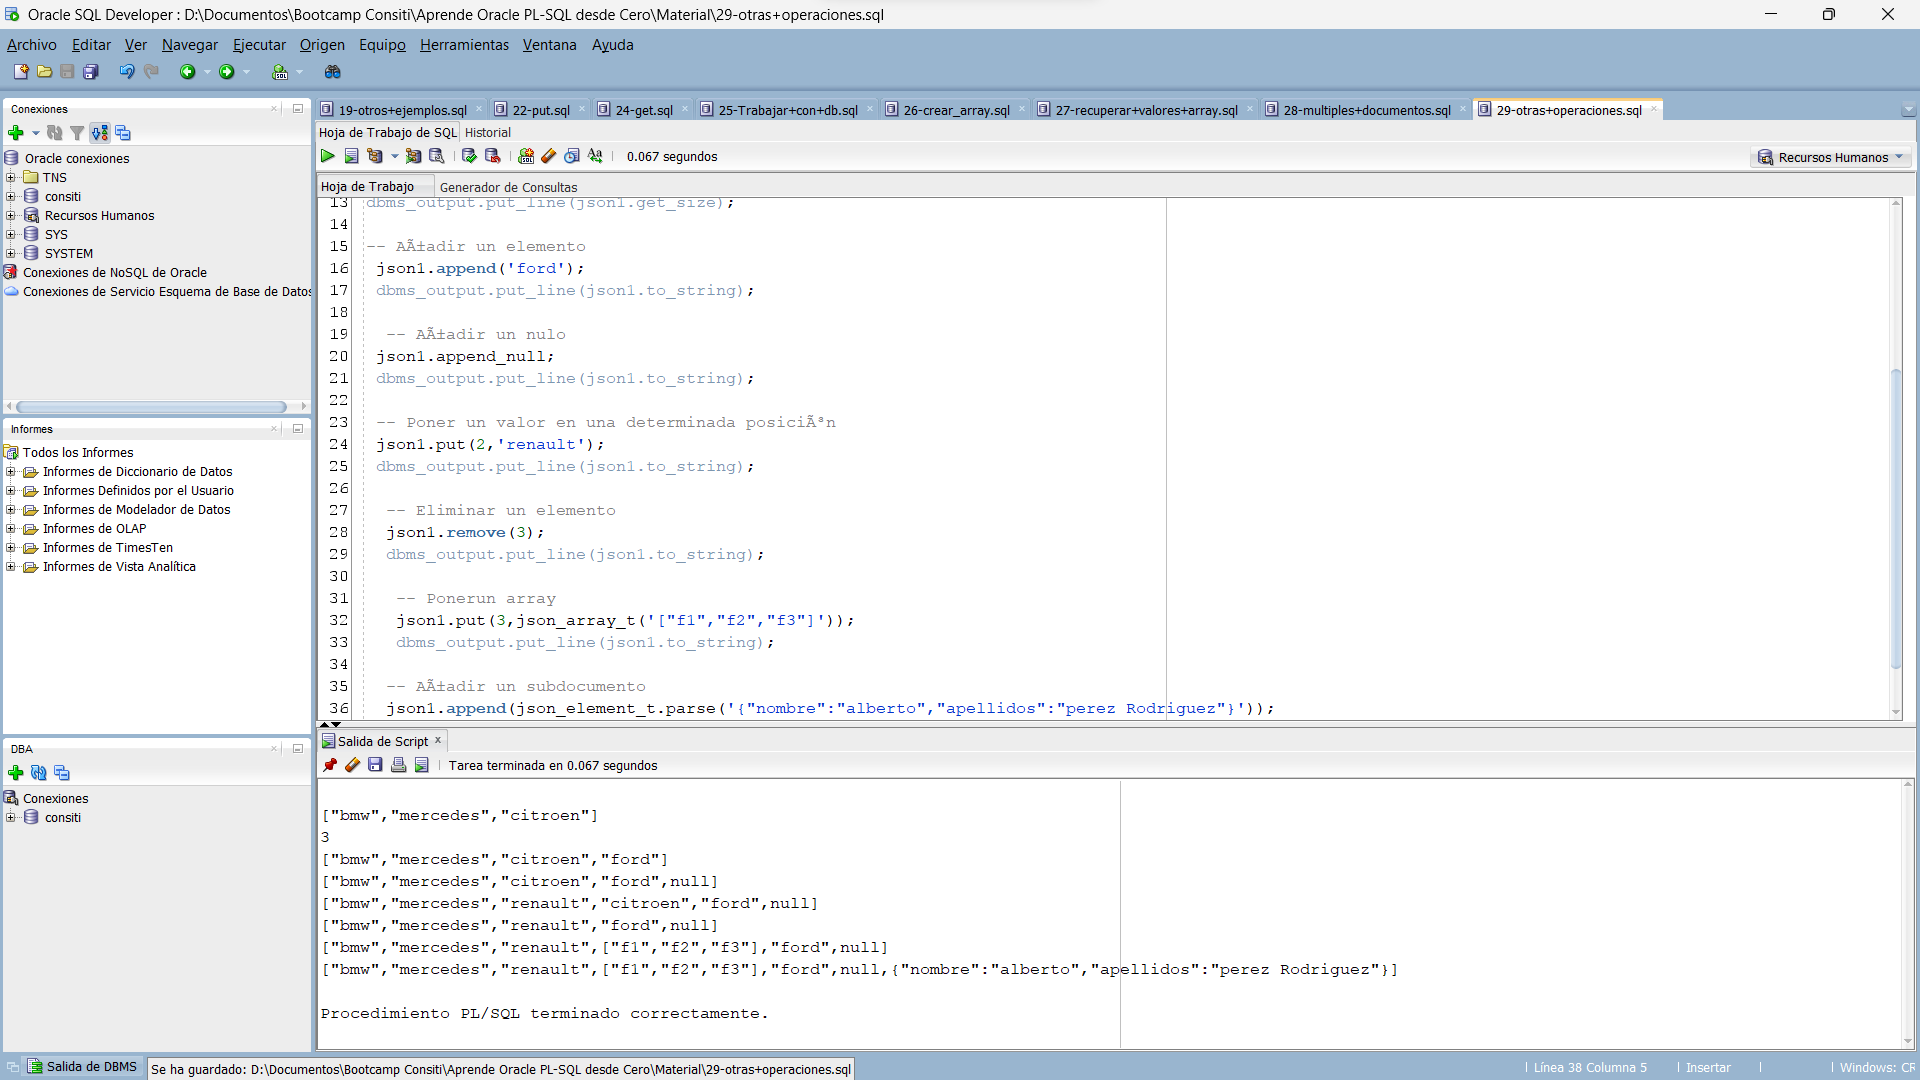 Oracle SQL Developer : D:\Documentos\Bootcamp Consiti\Aprende Oracle PL-SQL desde Cero\Material\29-otras+operaciones.sql
Archivo Editar Ver Navegar Ejecutar Origen Equipo Herramientas Ventana Ayuda
Conexiones
Oracle conexiones
TNS
consiti
Recursos Humanos
SYS
SYSTEM
Conexiones de NoSQL de Oracle
Conexiones de Servicio Esquema de Base de Datos
Informes
Todos los Informes
Informes de Diccionario de Datos
Informes Definidos por el Usuario
Informes de Modelador de Datos
Informes de OLAP
Informes de TimesTen
Informes de Vista Analítica
DBA
Conexiones
consiti
19-otros+ejemplos.sql 22-put.sql 24-get.sql 25-Trabajar+con+db.sql 26-crear_array.sql 27-recuperar+valores+array.sql 28-multiples+documentos.sql 29-otras+operaciones.sql
Hoja de Trabajo de SQL Historial
0.067 segundos
Recursos Humanos
Hoja de Trabajo Generador de Consultas
13 dbms_output.put_line(json1.get_size);
14
15 -- AÃ±adir un elemento
16 json1.append('ford');
17 dbms_output.put_line(json1.to_string);
18
19 -- AÃ±adir un nulo
20 json1.append_null;
21 dbms_output.put_line(json1.to_string);
22
23 -- Poner un valor en una determinada posiciÃ³n
24 json1.put(2,'renault');
25 dbms_output.put_line(json1.to_string);
26
27 -- Eliminar un elemento
28 json1.remove(3);
29 dbms_output.put_line(json1.to_string);
30
31 -- Ponerun array
32 json1.put(3,json_array_t('["f1","f2","f3"]'));
33 dbms_output.put_line(json1.to_string);
34
35 -- AÃ±adir un subdocumento
36 json1.append(json_element_t.parse('{"nombre":"alberto","apellidos":"perez Rodriguez"}'));
Salida de Script
Tarea terminada en 0.067 segundos
["bmw","mercedes","citroen"]
3
["bmw","mercedes","citroen","ford"]
["bmw","mercedes","citroen","ford",null]
["bmw","mercedes","renault","citroen","ford",null]
["bmw","mercedes","renault","ford",null]
["bmw","mercedes","renault",["f1","f2","f3"],"ford",null]
["bmw","mercedes","renault",["f1","f2","f3"],"ford",null,{"nombre":"alberto","apellidos":"perez Rodriguez"}]
Procedimiento PL/SQL terminado correctamente.
Salida de DBMS
Se ha guardado: D:\Documentos\Bootcamp Consiti\Aprende Oracle PL-SQL desde Cero\Material\29-otras+operaciones.sql
Línea 38 Columna 5 Insertar Windows: CR